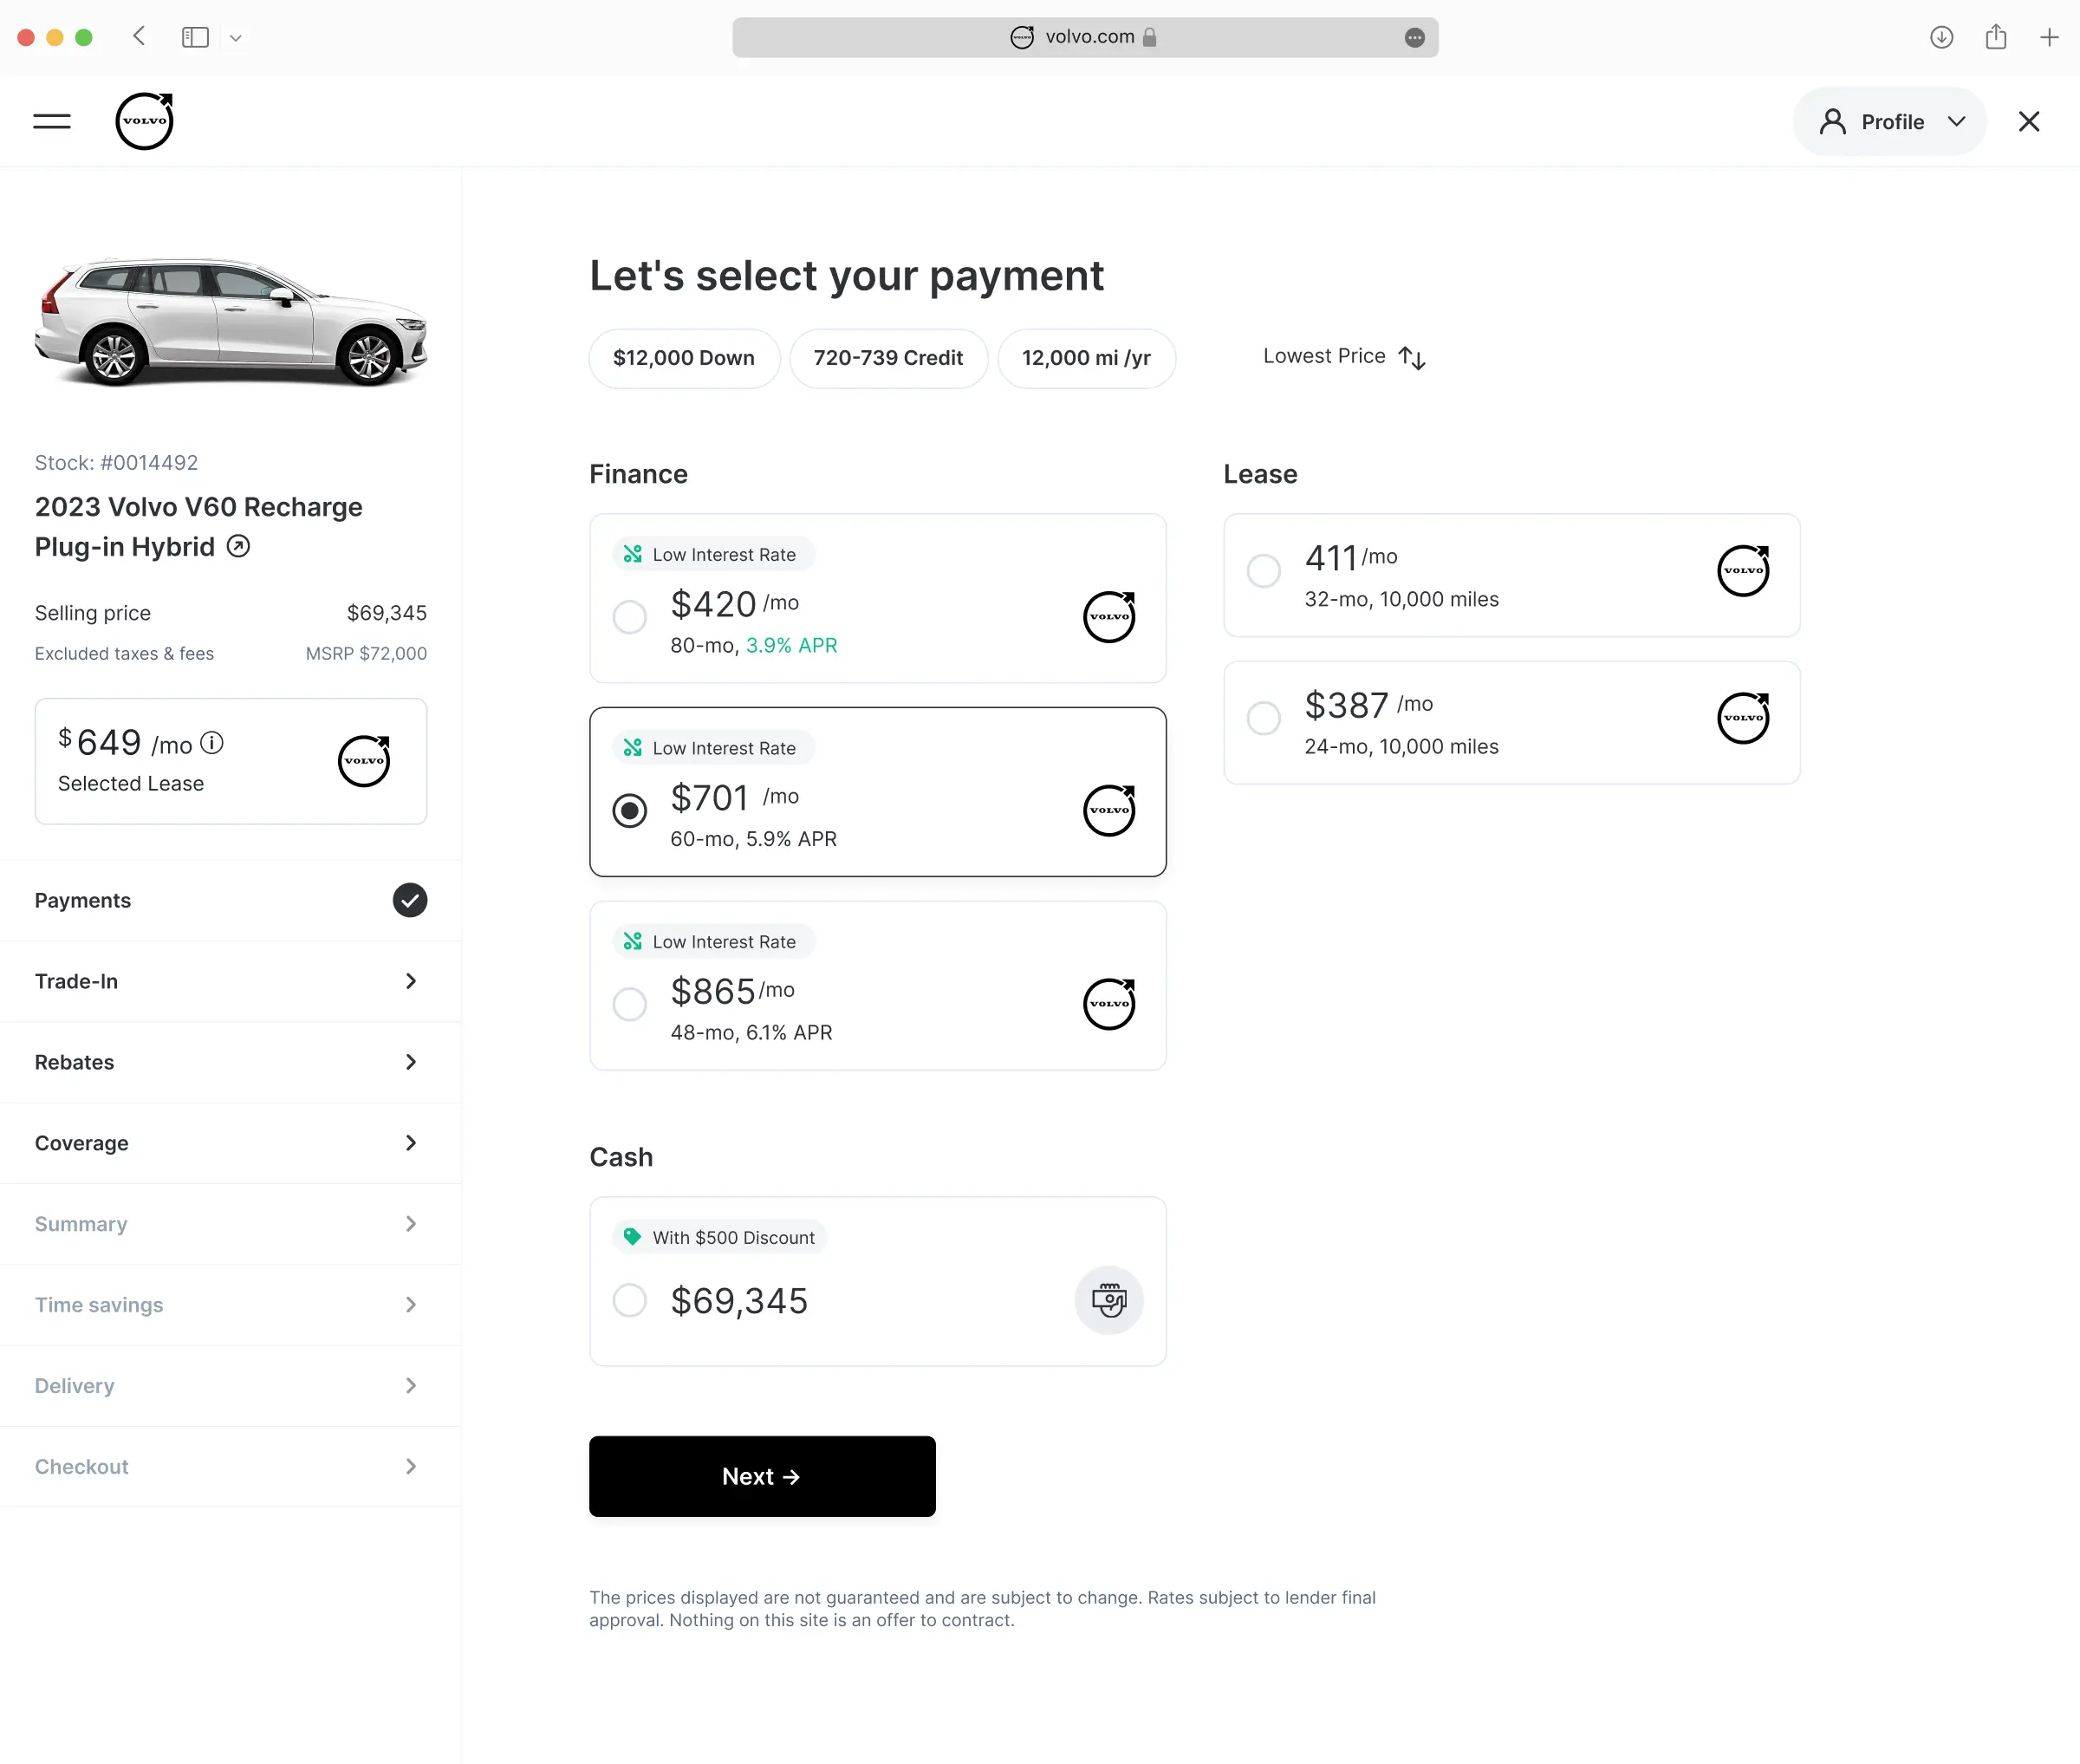 volvo.com
VOLVO
Profile
Stock: #0014492
2023 Volvo V60 Recharge
Plug-in Hybrid
Selling price $69,345
Excluded taxes & fees MSRP $72,000
$649 /mo
Selected Lease
VOLVO
Payments
Trade-In
Rebates
Coverage
Summary
Time savings
Delivery
Checkout
Let's select your payment
$12,000 Down
720-739 Credit
12,000 mi /yr
Lowest Price
Finance
Low Interest Rate
$420 /mo
80-mo, 3.9% APR
VOLVO
Low Interest Rate
$701 /mo
60-mo, 5.9% APR
VOLVO
Low Interest Rate
$865/mo
48-mo, 6.1% APR
VOLVO
Lease
411/mo
32-mo, 10,000 miles
VOLVO
$387 /mo
24-mo, 10,000 miles
VOLVO
Cash
With $500 Discount
$69,345
Next →
The prices displayed are not guaranteed and are subject to change. Rates subject to lender final
approval. Nothing on this site is an offer to contract.